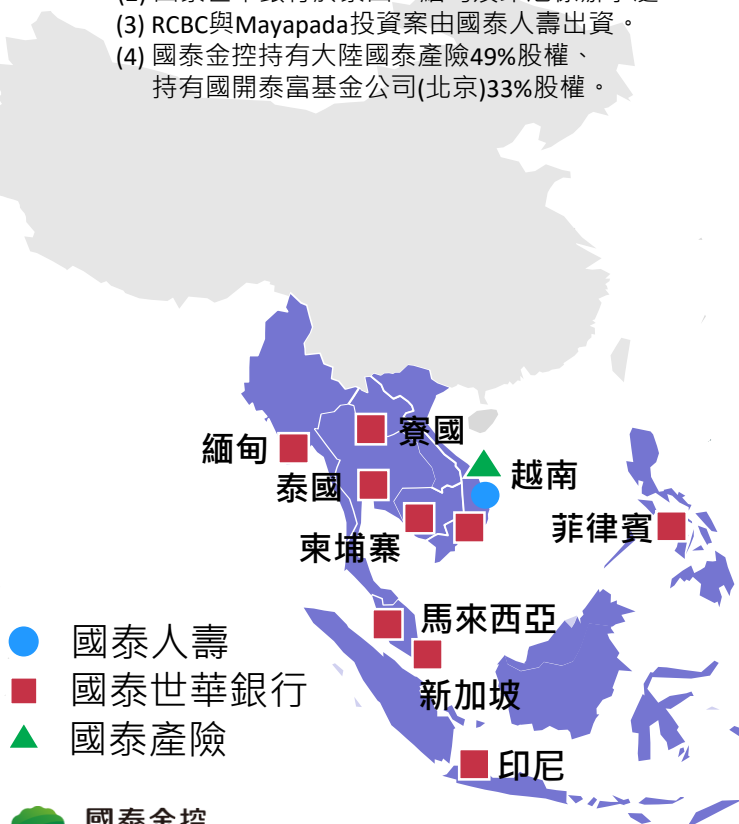 (3) RCBC與Mayapada投資案由國泰人壽出資。
(4) 國泰金控持有大陸國泰產險49%股權、
持有國開泰富基金公司(北京)33%股權。
寮國
緬甸
越南
泰國
菲律賓
柬埔寨
馬來西亞
新加坡
印尼
國泰人壽
國泰世華銀行
國泰產險
國泰金控